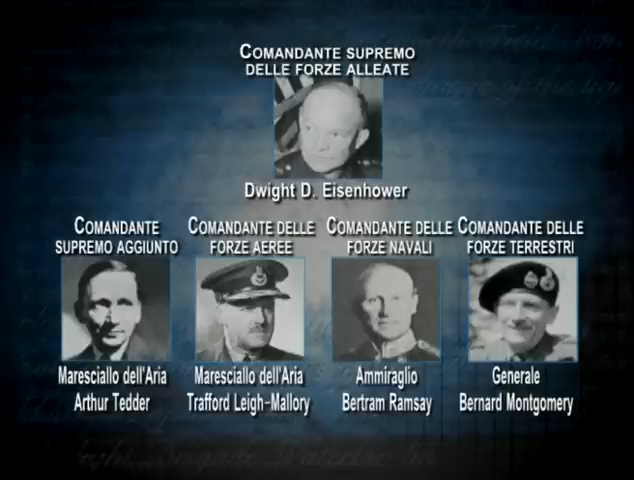 COMANDANTE SUPREMO
DELLE FORZE ALLEATE
Dwight D. Eisenhower
COMANDANTE
SUPREMO AGGIUNTO
COMANDANTE DELLE
FORZE AEREE
COMANDANTE DELLE
FORZE NAVALI
COMANDANTE DELLE
FORZE TERRESTRI
Maresciallo dell'Aria
Arthur Tedder
Maresciallo dell'Aria
Trafford Leigh-Mallory
Ammiraglio
Bertram Ramsay
Generale
Bernard Montgomery